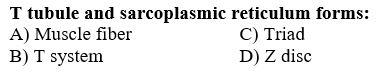 T tubule and sarcoplasmic reticulum forms:
A) Muscle fiber C) Triad
B) T system D) Z disc